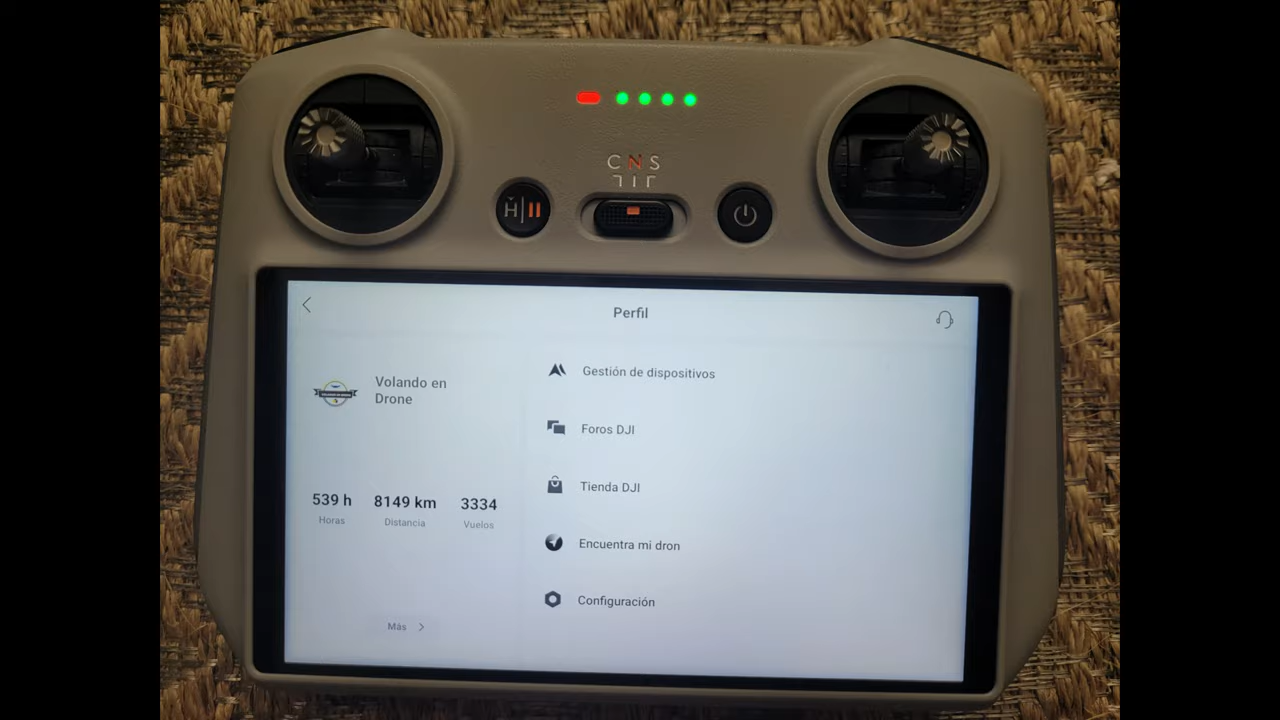 C N S
H
Perfil
Volando en
Drone
539 h
Horas
8149 km
Distancia
3334
Vuelos
Más
Gestión de dispositivos
Foros DJI
Tienda DJI
Encuentra mi dron
Configuración